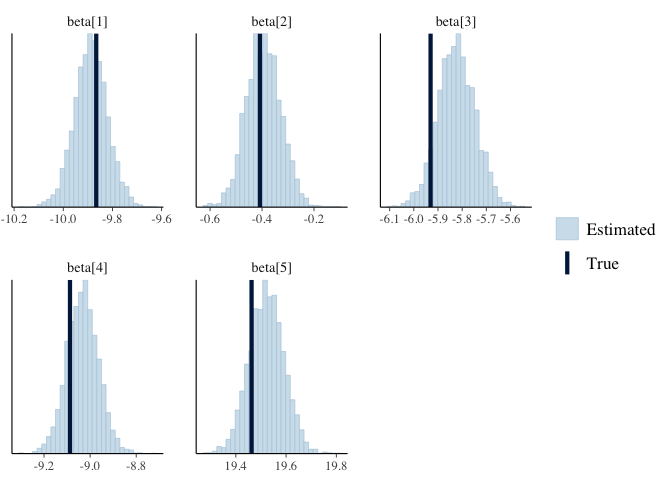 beta[1] beta[2] beta[3]
-10.2 -10.0 -9.8 -9.6 -0.6 -0.4 -0.2 -6.1 -6.0 -5.9 -5.8 -5.7 -5.6
Estimated
True
beta[4] beta[5]
-9.2 -9.0 -8.8 19.4 19.6 19.8